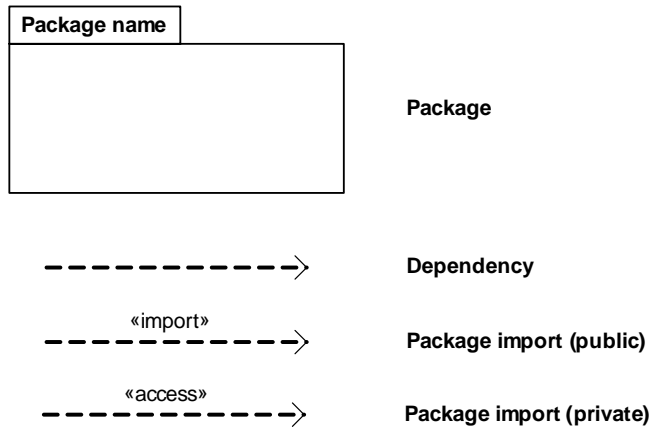 Package name
Package
Dependency
«import»
Package import (public)
«access»
Package import (private)